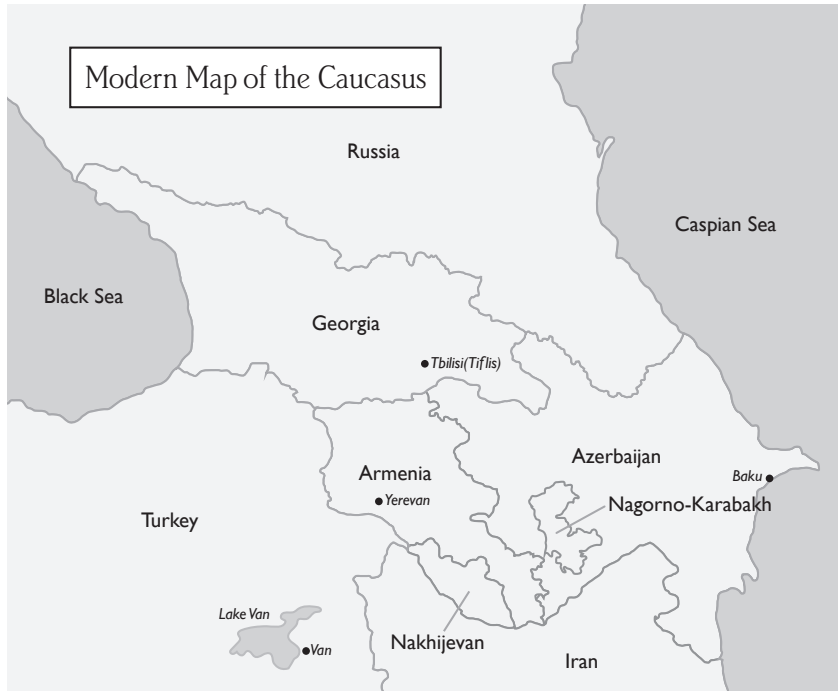 Modern Map of the Caucasus
Russia
Caspian Sea
Black Sea
Georgia
Tbilisi(Tiflis)
Azerbaijan
Armenia
Baku
Yerevan
Nagorno-Karabakh
Turkey
Lake Van
Van
Nakhijevan
Iran